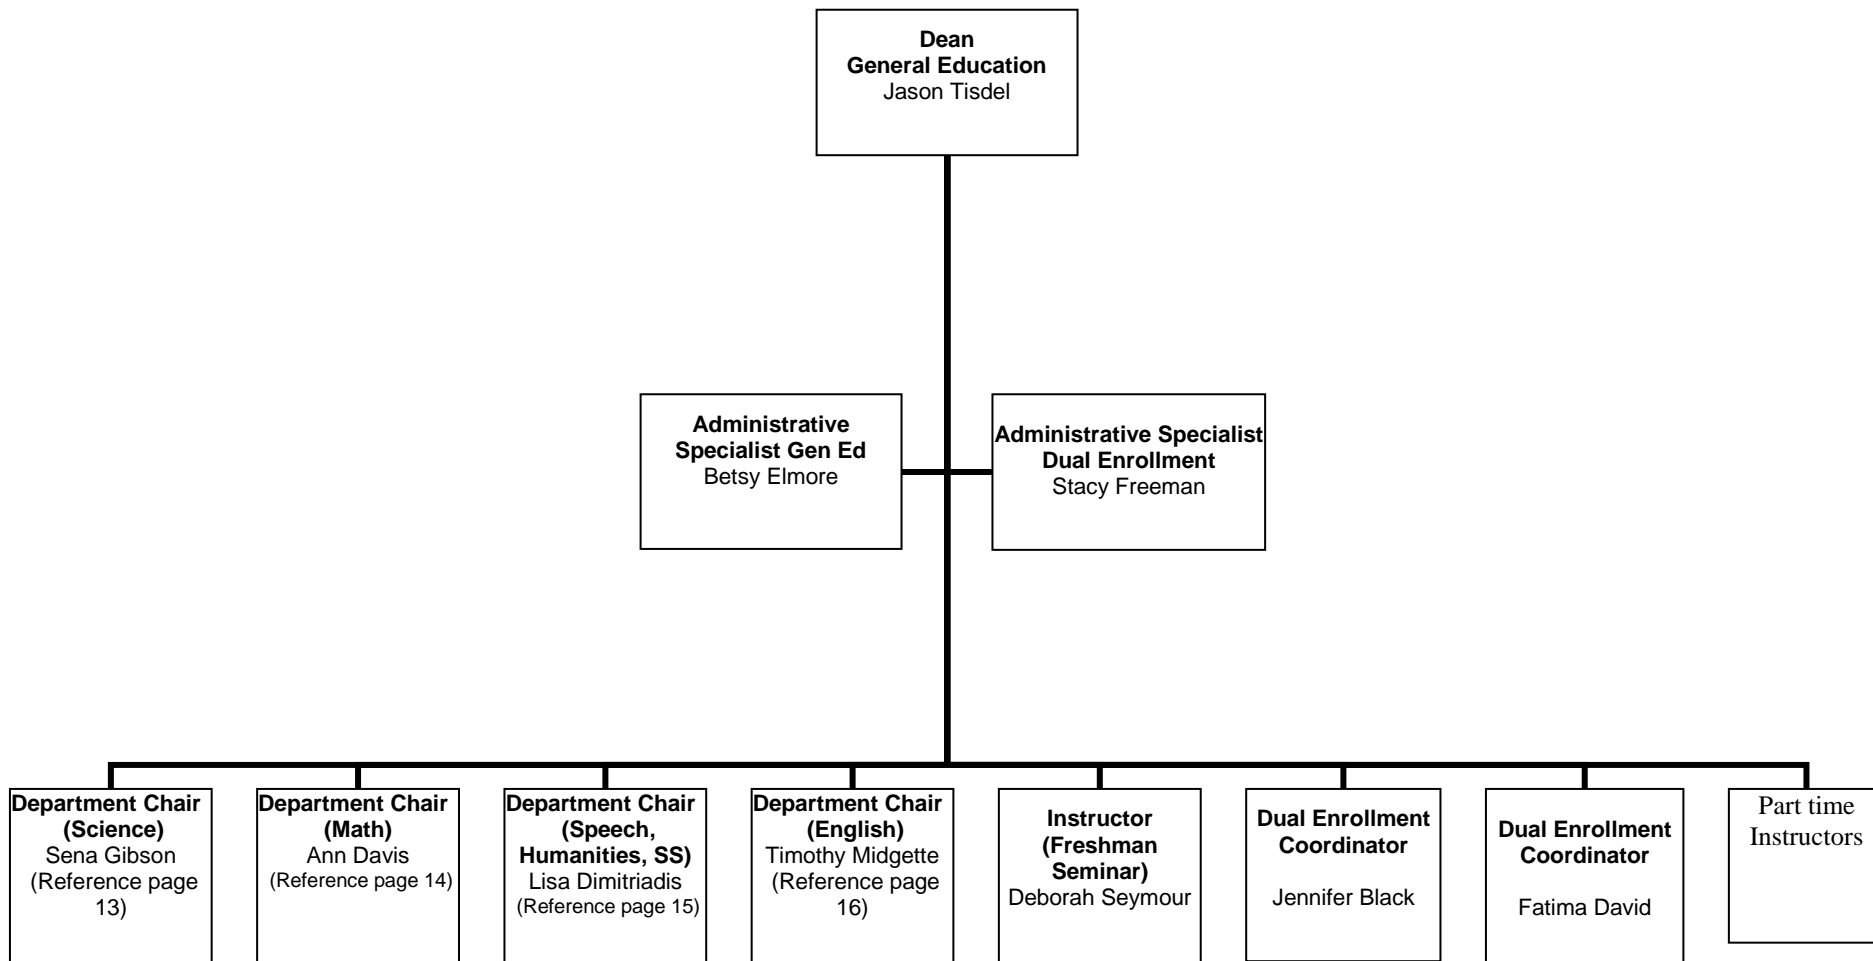 Dean
General Education
Jason Tisdel
Administrative
Specialist Gen Ed
Betsy Elmore
Administrative Specialist
Dual Enrollment
Stacy Freeman
Department Chair
(Science)
Sena Gibson
(Reference page
13)
Department Chair
(Math)
Ann Davis
(Reference page 14)
Department Chair
(Speech,
Humanities, SS)
Lisa Dimitriadis
(Reference page 15)
Department Chair
(English)
Timothy Midgette
(Reference page
16)
Instructor
(Freshman
Seminar)
Deborah Seymour
Dual Enrollment
Coordinator
Jennifer Black
Dual Enrollment
Coordinator
Fatima David
Part time
Instructors